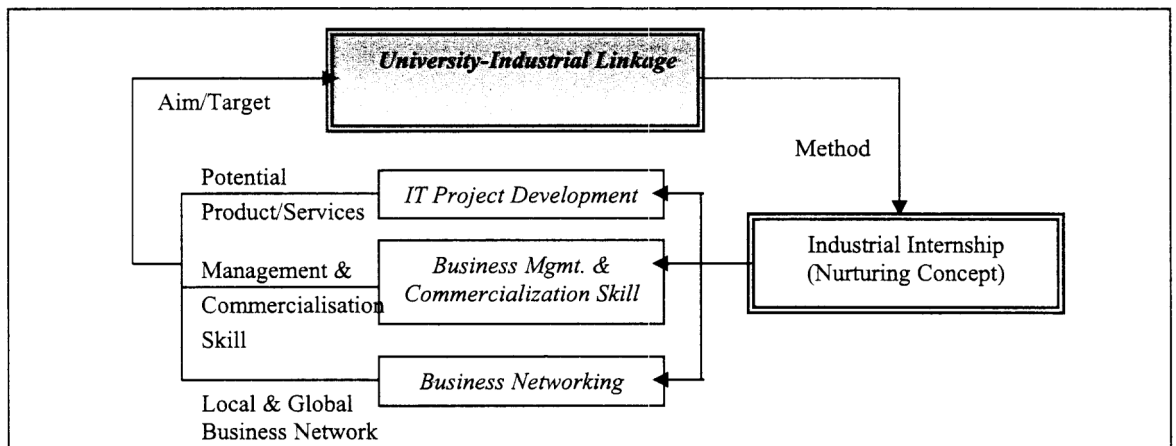 University-Industrial Linkage
Aim/Target
Method
Potential
Product/Services
IT Project Development
Industrial Internship
(Nurturing Concept)
Management &
Commercialisation
Skill
Business Mgmt. &
Commercialization Skill
Business Networking
Local & Global
Business Network